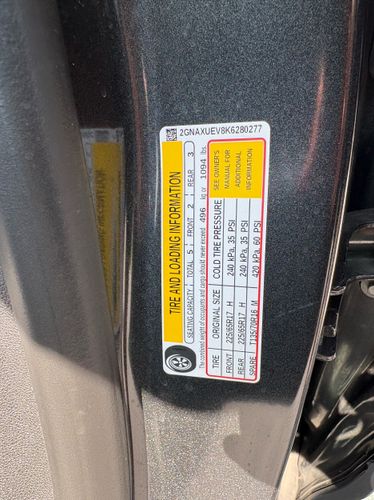 2GNAXUEV8K6280277
TIRE AND LOADING INFORMATION
SEATING CAPACITY TOTAL 5 FRONT 2 REAR 3
The combined weight of occupants and cargo should never exceed 496 kg or 1094 lbs.
TIRE ORIGINAL SIZE COLD TIRE PRESSURE
FRONT 225/65R17 H 240 kPa, 35 PSI
REAR 225/65R17 H 240 kPa, 35 PSI
SPARE T135/70R16 M 420 kPa, 60 PSI
SEE OWNER'S
MANUAL FOR
ADDITIONAL
INFORMATION